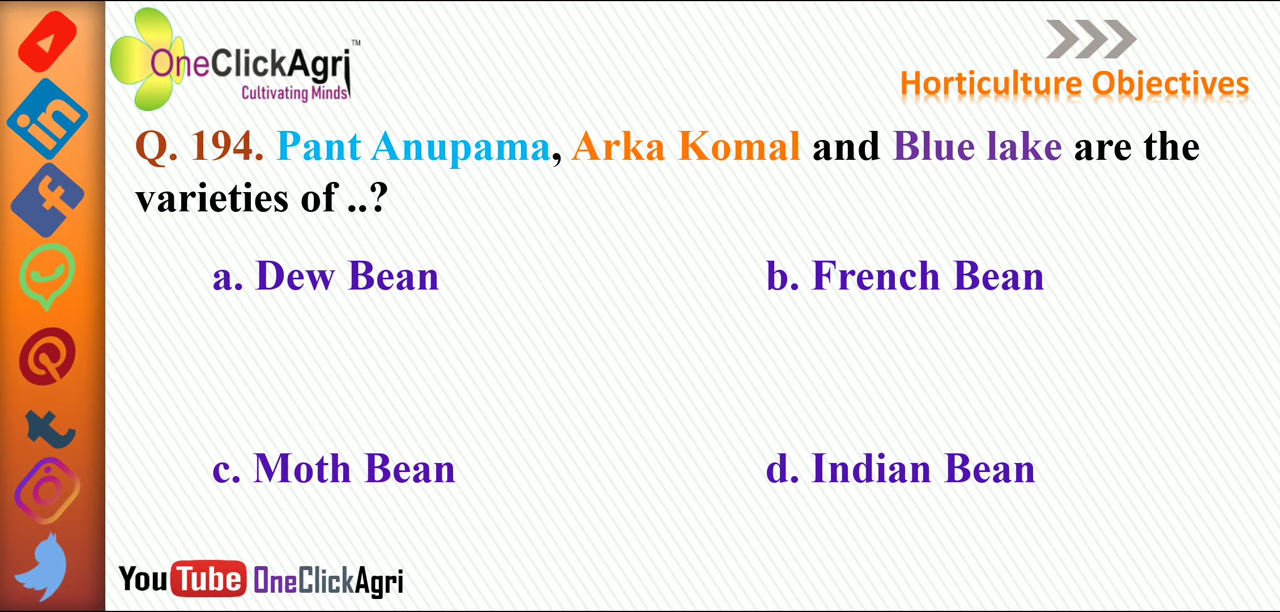 OneClickAgri™
Cultivating Minds
Horticulture Objectives
Q. 194. Pant Anupama, Arka Komal and Blue lake are the
varieties of ..?
a. Dew Bean
b. French Bean
c. Moth Bean
d. Indian Bean
YouTube OneClickAgri